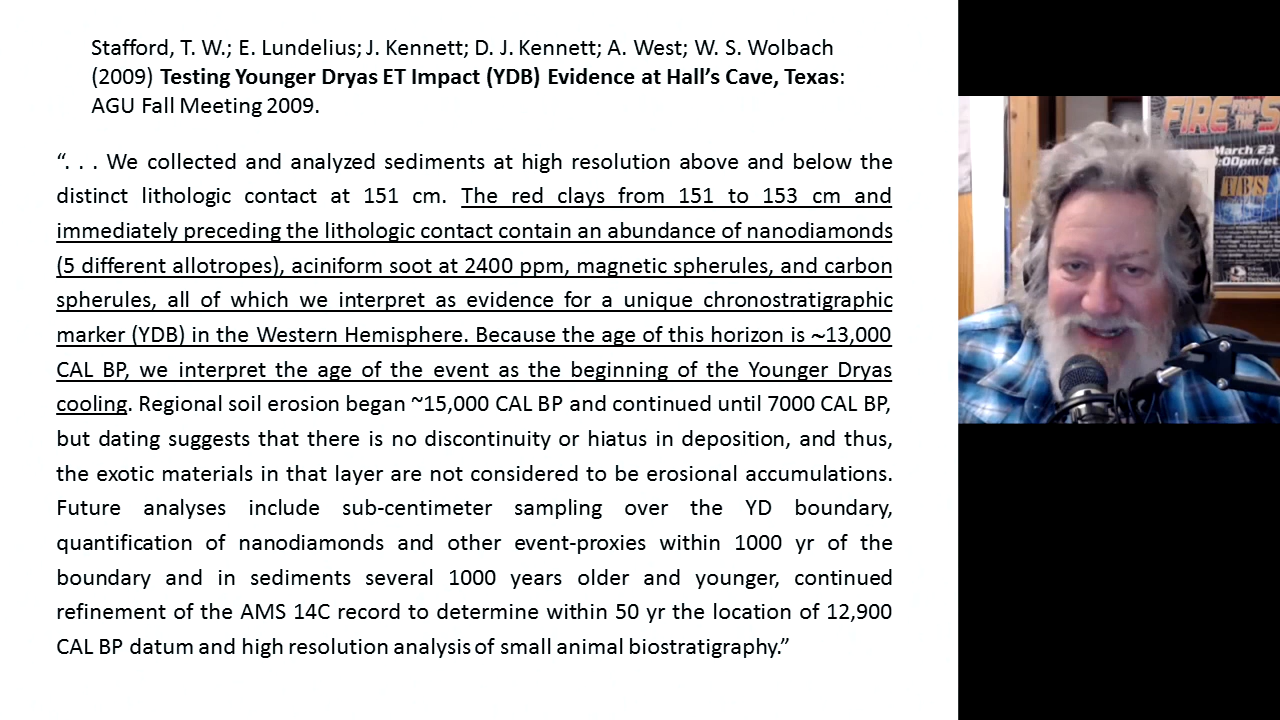 Stafford, T. W.; E. Lundelius; J. Kennett; D. J. Kennett; A. West; W. S. Wolbach
(2009) Testing Younger Dryas ET Impact (YDB) Evidence at Hall’s Cave, Texas:
AGU Fall Meeting 2009.
“. . . We collected and analyzed sediments at high resolution above and below the
distinct lithologic contact at 151 cm. The red clays from 151 to 153 cm and
immediately preceding the lithologic contact contain an abundance of nanodiamonds
(5 different allotropes), aciniform soot at 2400 ppm, magnetic spherules, and carbon
spherules, all of which we interpret as evidence for a unique chronostratigraphic
marker (YDB) in the Western Hemisphere. Because the age of this horizon is ~13,000
CAL BP, we interpret the age of the event as the beginning of the Younger Dryas
cooling. Regional soil erosion began ~15,000 CAL BP and continued until 7000 CAL BP,
but dating suggests that there is no discontinuity or hiatus in deposition, and thus,
the exotic materials in that layer are not considered to be erosional accumulations.
Future analyses include sub-centimeter sampling over the YD boundary,
quantification of nanodiamonds and other event-proxies within 1000 yr of the
boundary and in sediments several 1000 years older and younger, continued
refinement of the AMS 14C record to determine within 50 yr the location of 12,900
CAL BP datum and high resolution analysis of small animal biostratigraphy.”
FIRE FROM THE S
March 23
:00pm/et
TBS